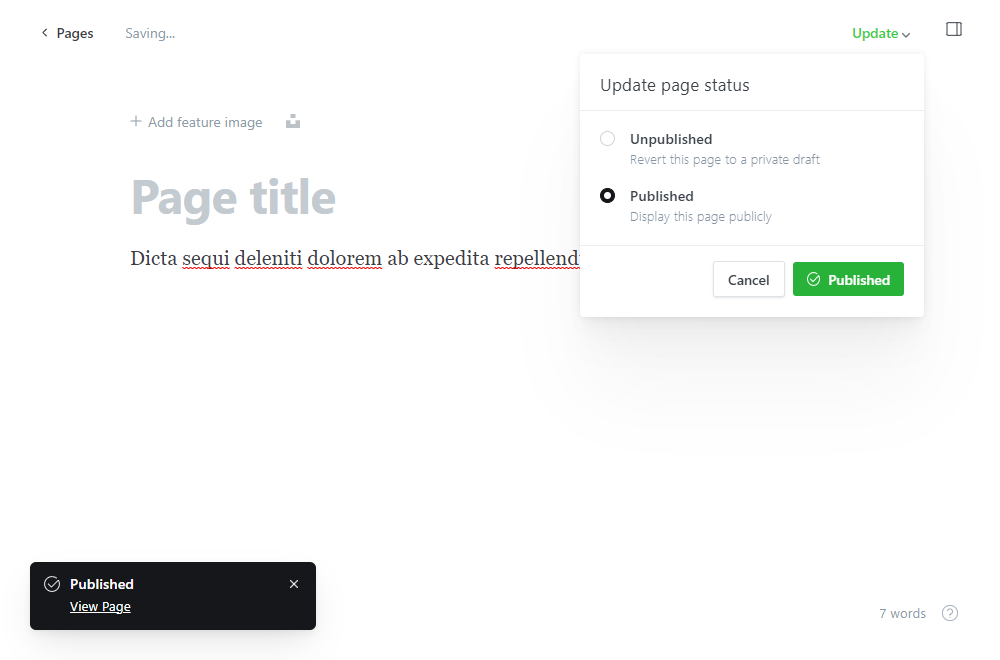 Pages
Saving...
Update
Update page status
Add feature image
Unpublished
Revert this page to a private draft
Page title
Published
Display this page publicly
Dicta sequi deleniti dolorem ab expedita
Cancel
Published
Published
View Page
7 words